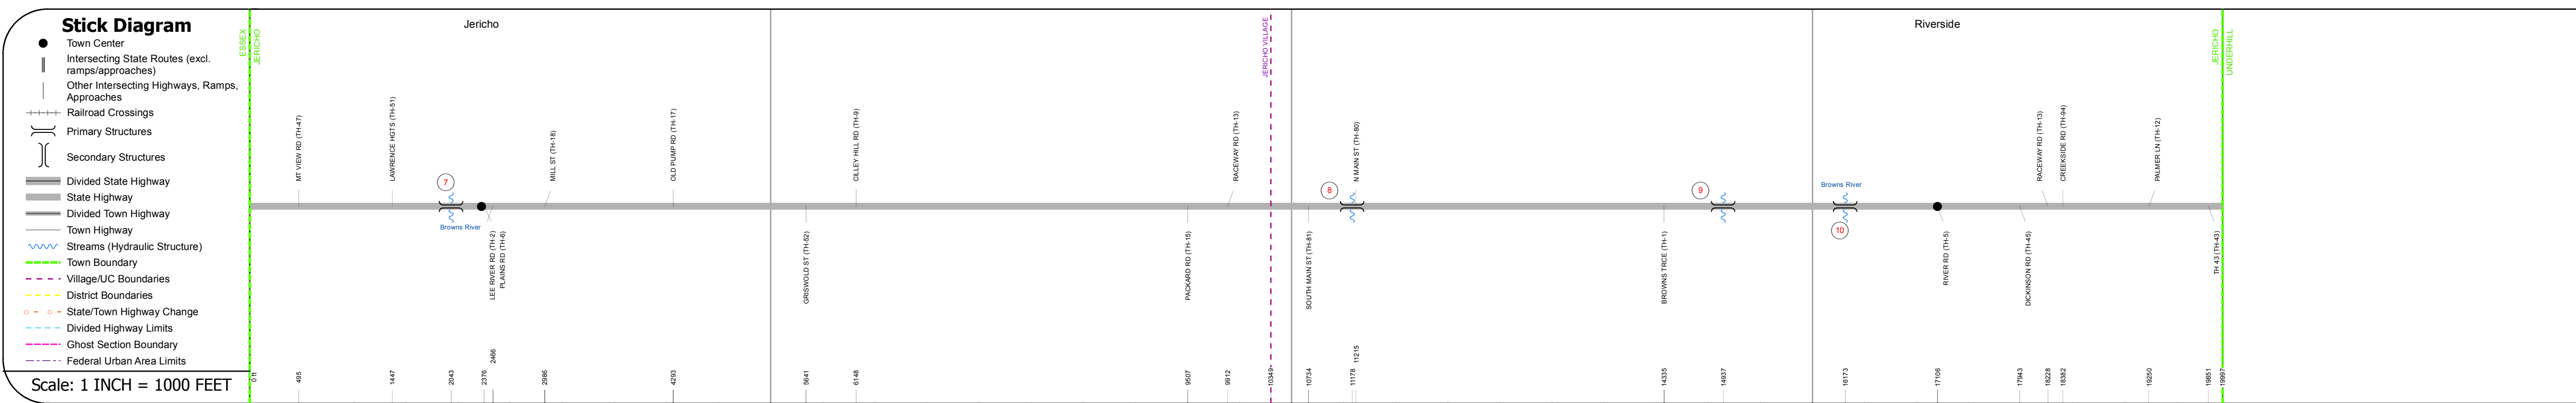 Stick Diagram
Town Center
Intersecting State Routes (excl.
ramps/approaches)
Other Intersecting Highways, Ramps,
Approaches
Railroad Crossings
Primary Structures
Secondary Structures
Divided State Highway
State Highway
Divided Town Highway
Town Highway
Streams (Hydraulic Structure)
Town Boundary
Village/UC Boundaries
District Boundaries
State/Town Highway Change
Divided Highway Limits
Ghost Section Boundary
Federal Urban Area Limits
Scale: 1 INCH = 1000 FEET
Jericho
Riverside
ESSEX
JERICHO
JERICHO VILLAGE
JERICHO
UNDERHILL
MT VIEW RD (TH-47)
LAWRENCE HGTS (TH-51)
MILL ST (TH-18)
OLD PUMP RD (TH-17)
CILLEY HILL RD (TH-9)
RACEWAY RD (TH-13)
N MAIN ST (TH-80)
RACEWAY RD (TH-13)
CREEKSIDE RD (TH-94)
PALMER LN (TH-12)
7
8
9
Browns River
Browns River
10
LEE RIVER RD (TH-2)
PLAINS RD (TH-6)
GRISWOLD ST (TH-52)
PACKARD RD (TH-15)
SOUTH MAIN ST (TH-81)
BROWNS TRCE (TH-1)
RIVER RD (TH-5)
DICKINSON RD (TH-45)
TH 43 (TH-43)
0 ft
495
1447
2043
2376
2466
2986
4293
5641
6148
9507
9912
10349
10734
11178
11215
14335
14937
16173
17106
17943
18228
18382
19250
19851
19997